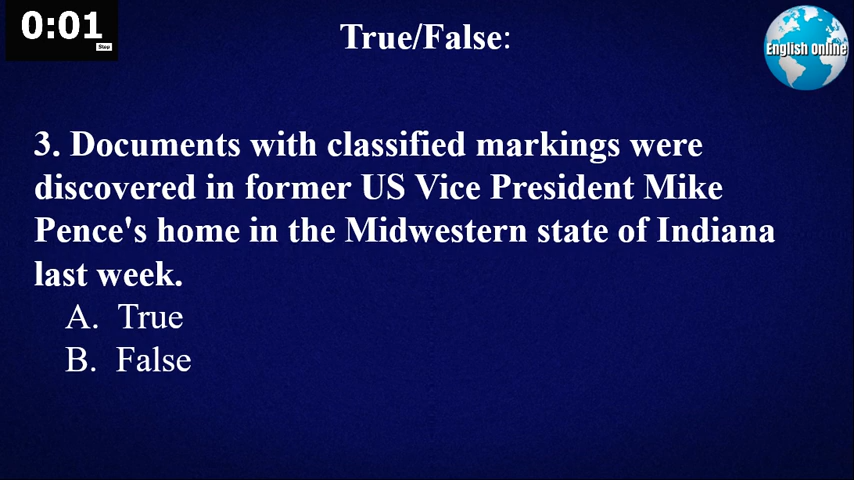 0:01
Stop
True/False:
English Online
3. Documents with classified markings were
discovered in former US Vice President Mike
Pence's home in the Midwestern state of Indiana
last week.
A. True
B. False